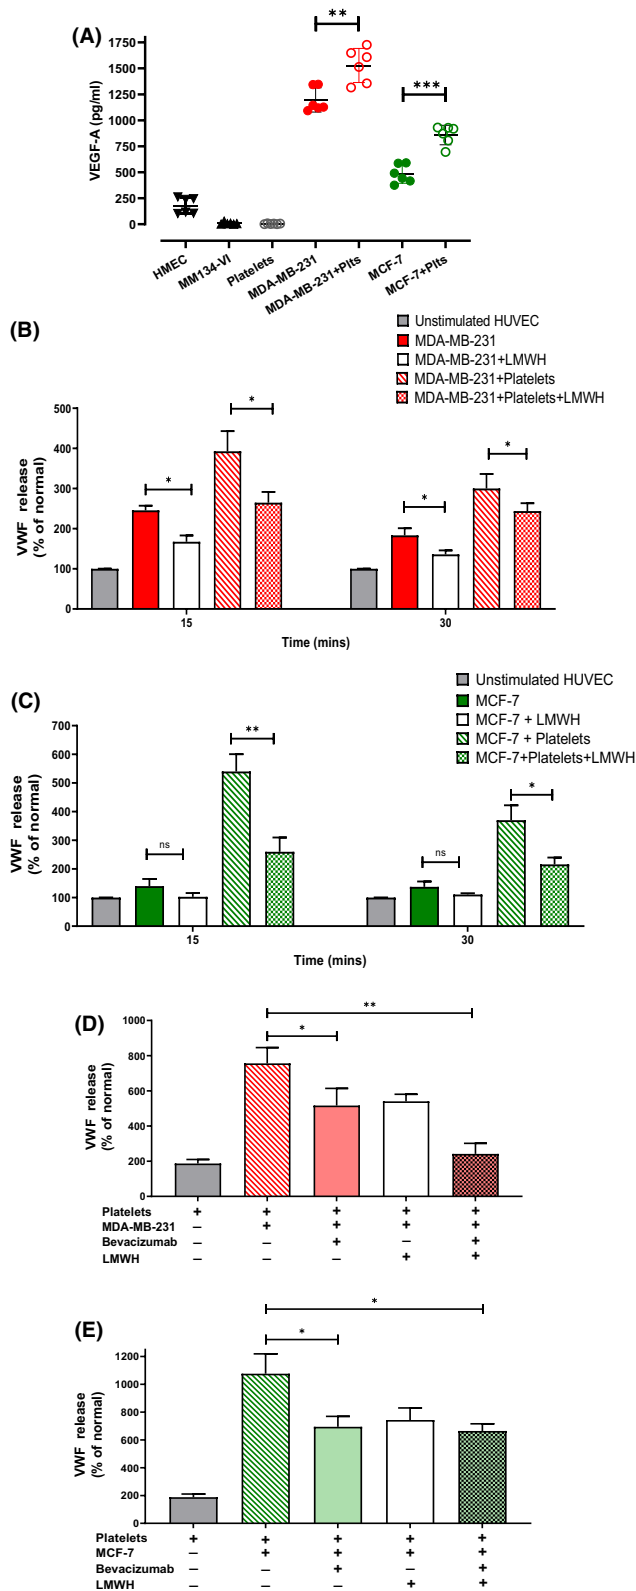 (A)
**
***
VEGF-A (pg/ml)
1750
1500
1250
1000
750
500
250
0
HMEC
MM134-VI
Platelets
MDA-MB-231
MDA-MB-231+Plts
MCF-7
MCF-7+Plts
(B)
Unstimulated HUVEC
MDA-MB-231
MDA-MB-231+LMWH
MDA-MB-231+Platelets
MDA-MB-231+Platelets+LMWH
VWF release
(% of normal)
500
400
300
200
100
0
* * * *
15 30
Time (mins)
(C)
Unstimulated HUVEC
MCF-7
MCF-7 + LMWH
MCF-7 + Platelets
MCF-7+Platelets+LMWH
VWF release
(% of normal)
700
600
500
400
300
200
100
0
ns ** ns *
15 30
Time (mins)
(D)
VWF release
(% of normal)
1000
800
600
400
200
0
**
*
Platelets + + + + +
MDA-MB-231 – + + + +
Bevacizumab – – + – +
LMWH – – – + +
(E)
VWF release
(% of normal)
1200
1000
800
600
400
200
0
*
*
Platelets + + + + +
MCF-7 – + + + +
Bevacizumab – – + – +
LMWH – – – + +